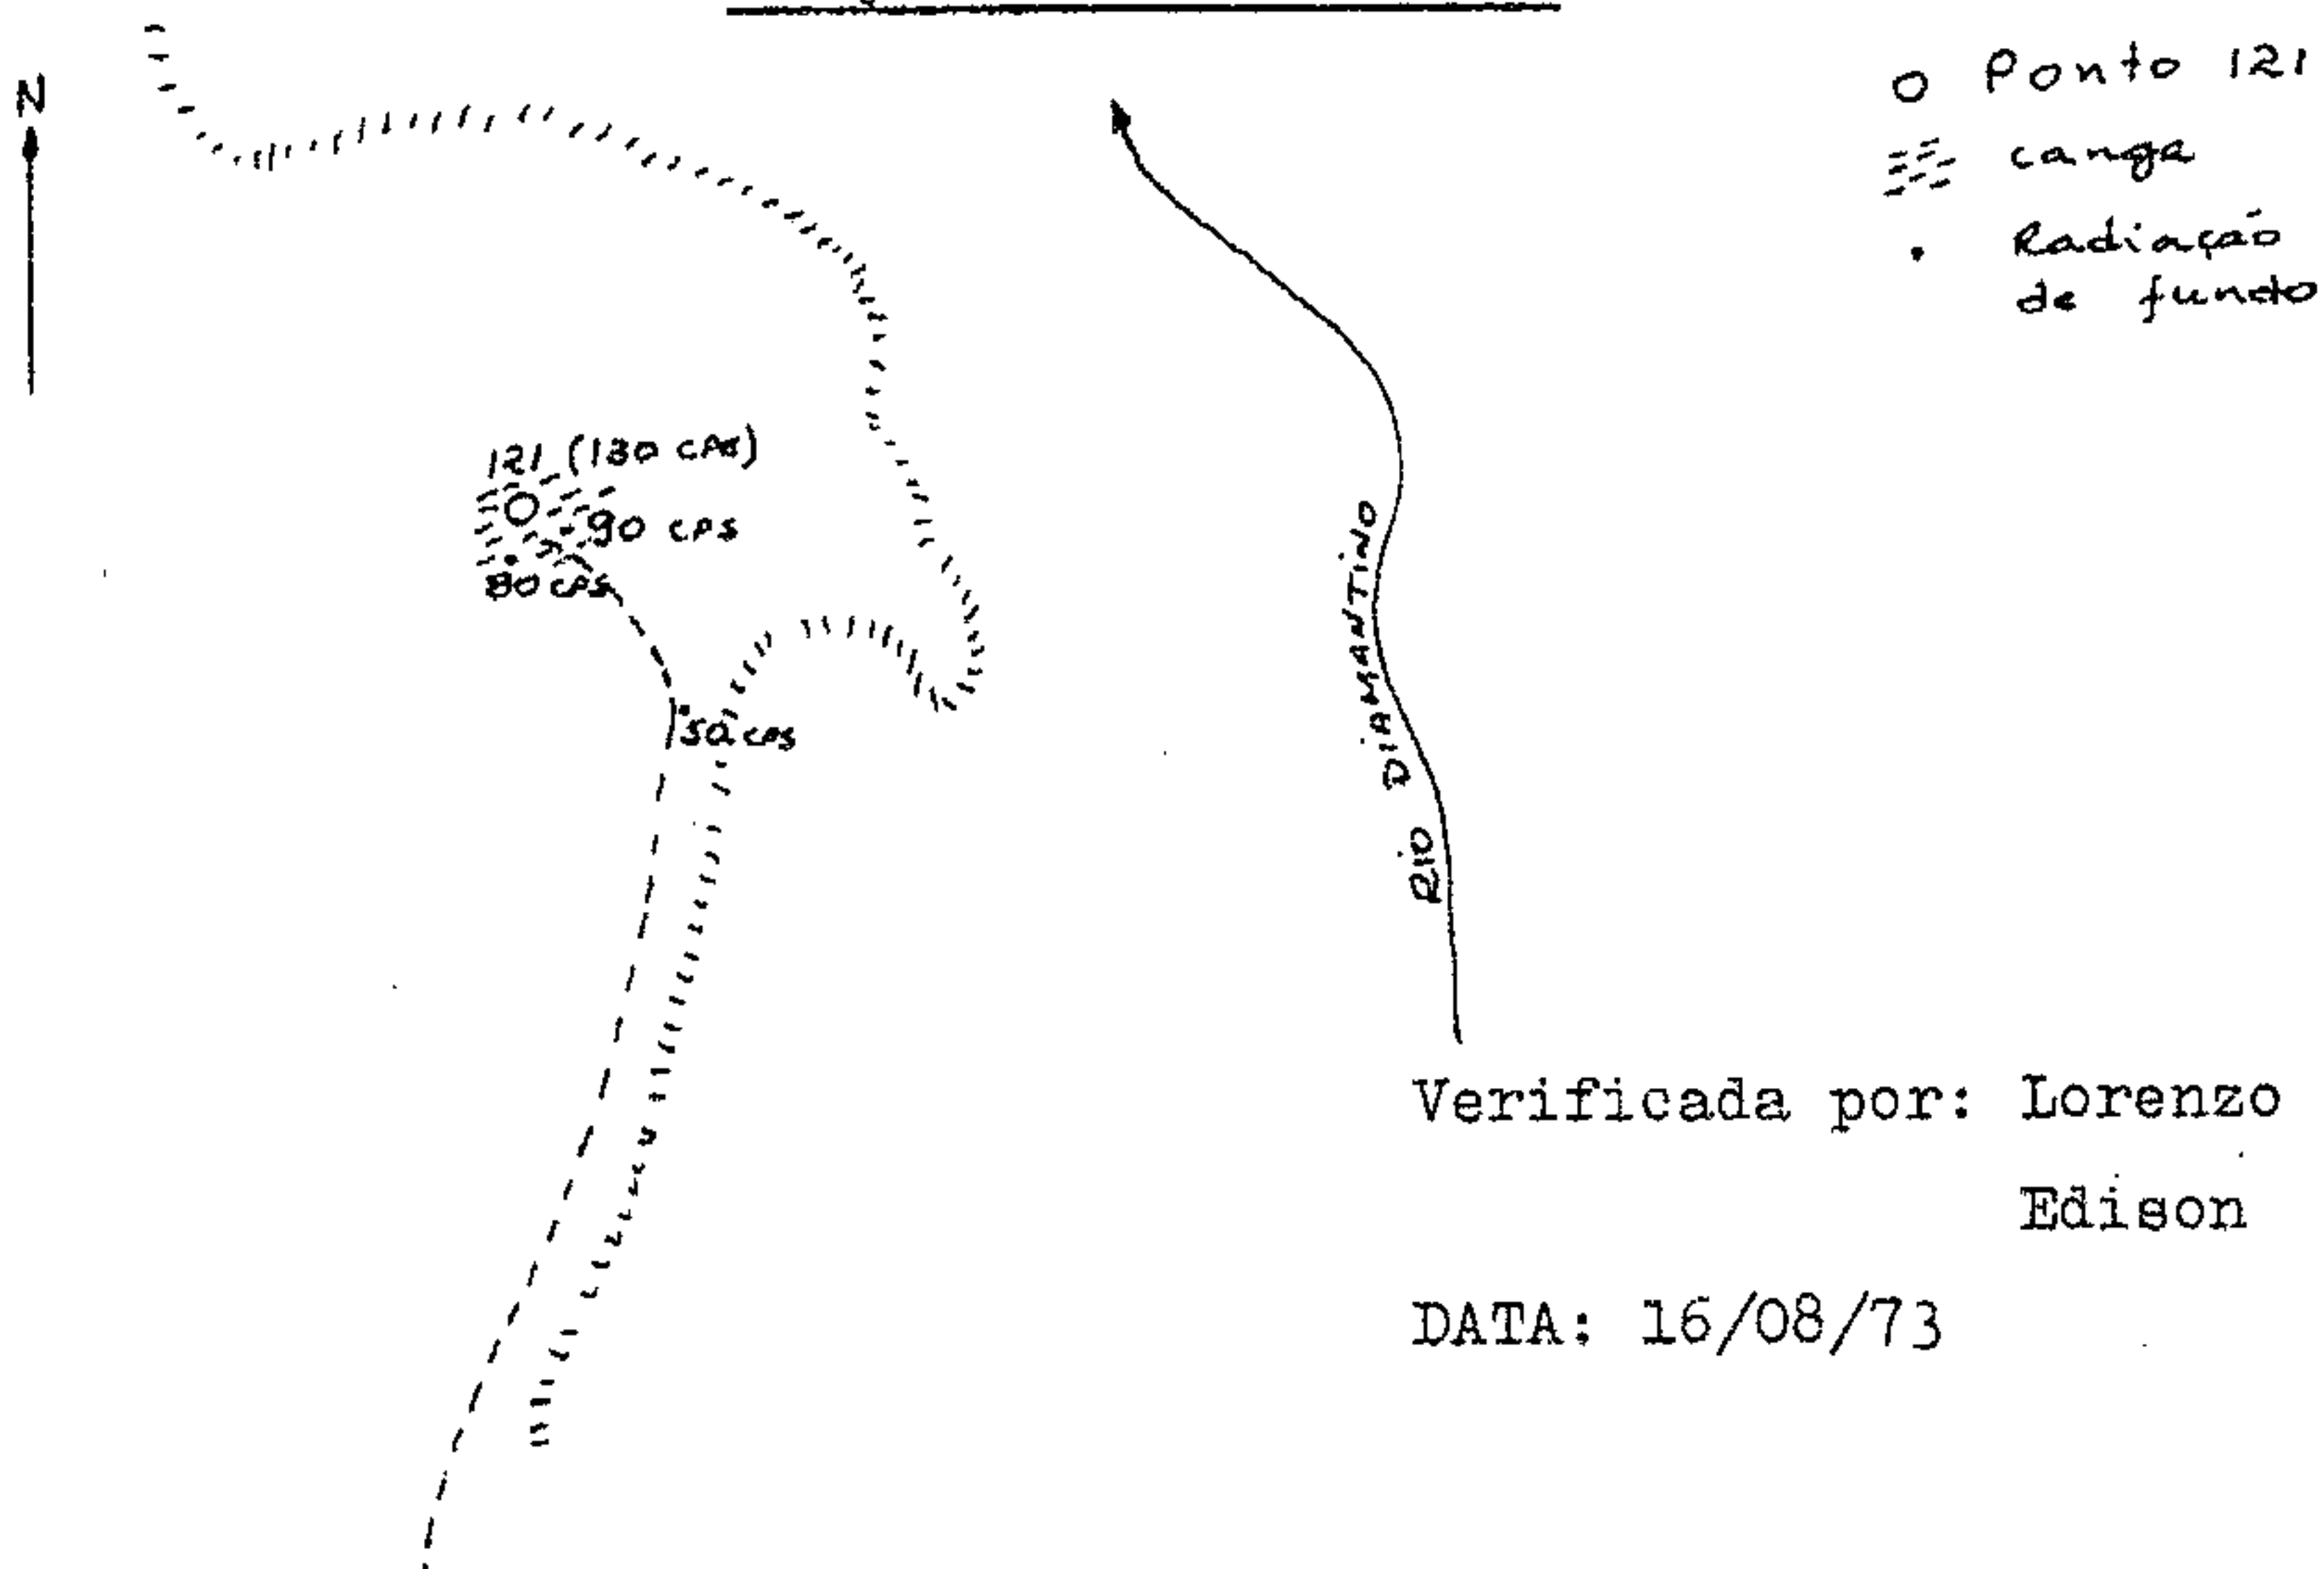 N
O Ponto 121
canga
Radiação
de fundo
121 (130 cps)
90 cps
80 cps
50 cps
RiO DiAMANTiNO
Verificada por: Lorenzo
Edison
DATA: 16/08/73